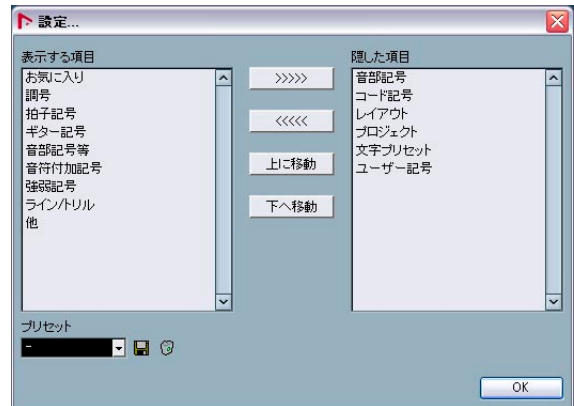 設定...
表示する項目
お気に入り
調号
拍子記号
ギター記号
音部記号等
音符付加記号
強弱記号
ライン/トリル
他
>>>>>
<<<<<
上に移動
下へ移動
隠した項目
音部記号
コード記号
レイアウト
プロジェクト
文字プリセット
ユーザー記号
プリセット
-
OK